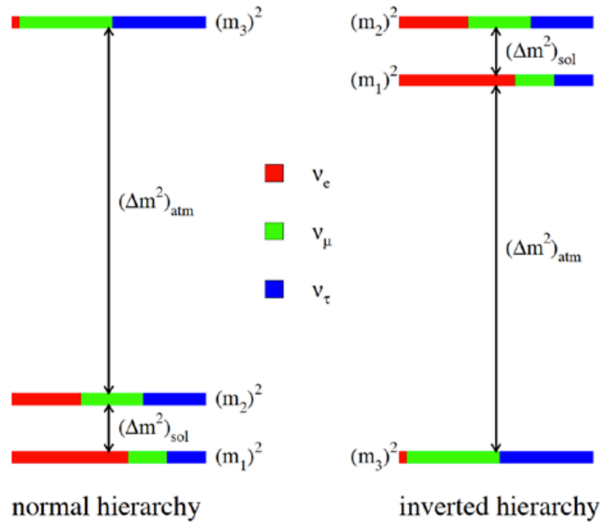 (m₃)²
(Δm²)atm
(m₂)²
(Δm²)sol
(m₁)²
normal hierarchy
νe
νμ
ντ
(m₂)²
(Δm²)sol
(m₁)²
(Δm²)atm
(m₃)²
inverted hierarchy